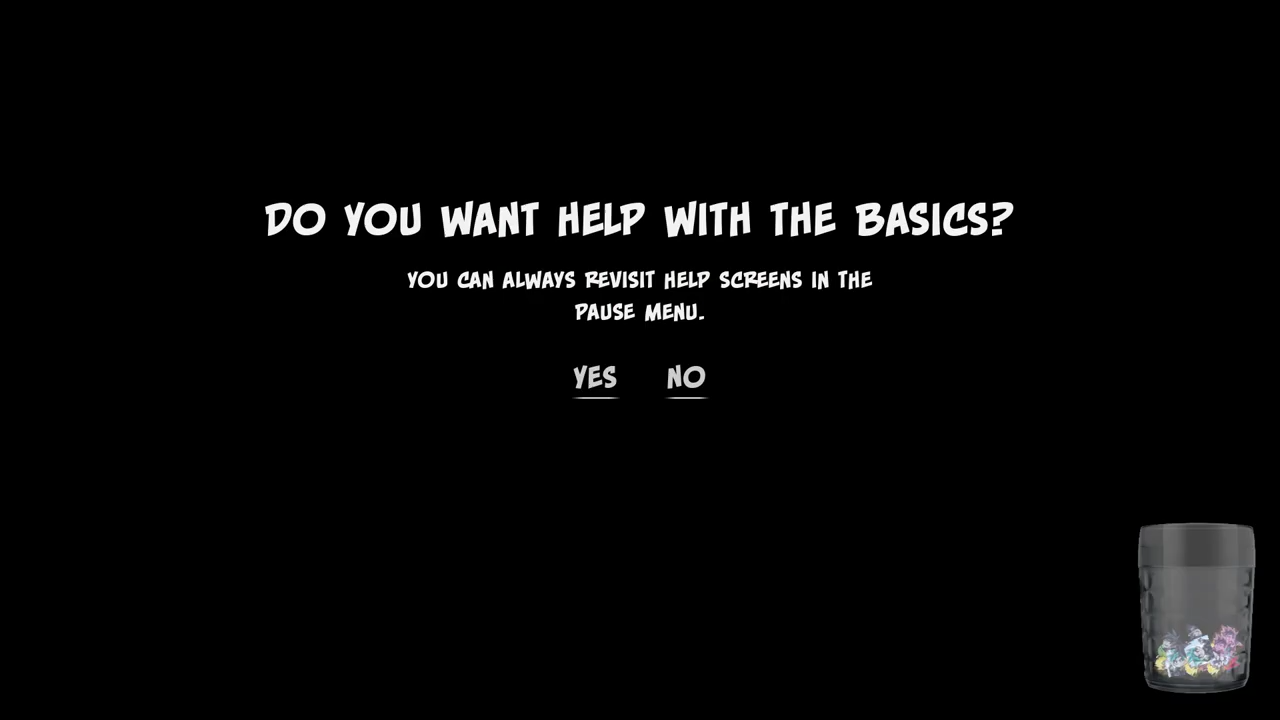 DO YOU WANT HELP WITH THE BASICS?
YOU CAN ALWAYS REVISIT HELP SCREENS IN THE
PAUSE MENU.
YES NO